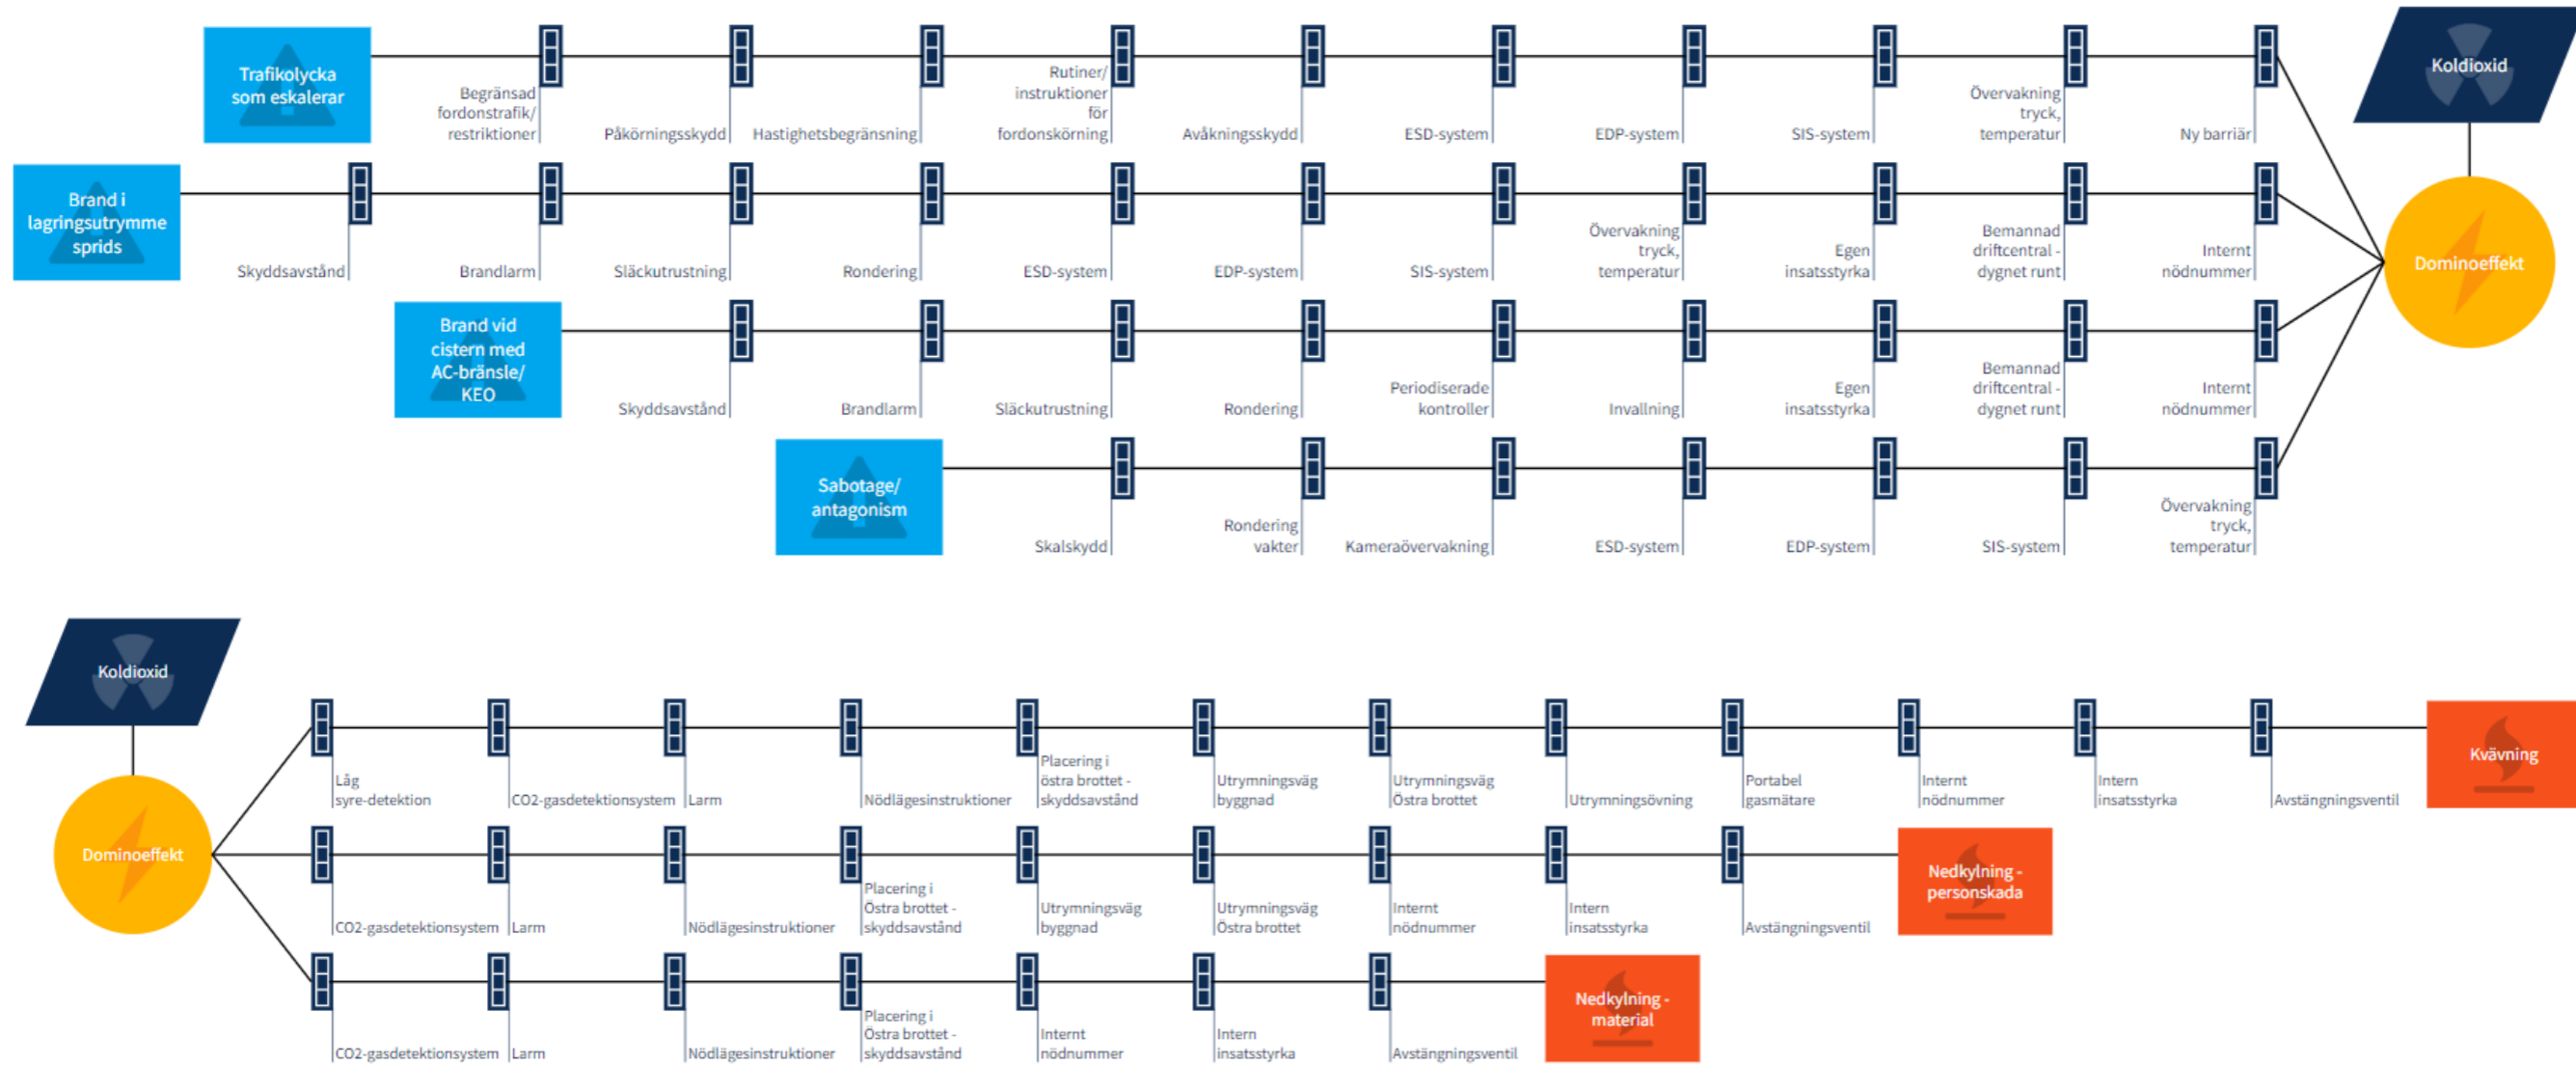 Trafikolycka
som eskalerar
Begränsad
fordonstrafik/
restriktioner
Påkörningsskydd
Hastighetsbegränsning
Rutiner/
instruktioner
för
fordonskörning
Avåkningsskydd
ESD-system
EDP-system
SIS-system
Övervakning
tryck,
temperatur
Ny barriär
Koldioxid
Brand i
lagringsutrymme
sprids
Skyddsavstånd
Brandlarm
Släckutrustning
Rondering
ESD-system
EDP-system
SIS-system
Övervakning
tryck,
temperatur
Egen
insatsstyrka
Bemannad
driftcentral -
dygnet runt
Internt
nödnummer
Dominoeffekt
Brand vid
cistern med
AC-bränsle/
KEO
Skyddsavstånd
Brandlarm
Släckutrustning
Rondering
Periodiserade
kontroller
Invallning
Egen
insatsstyrka
Bemannad
driftcentral -
dygnet runt
Internt
nödnummer
Sabotage/
antagonism
Skalskydd
Rondering
vakter
Kameraövervakning
ESD-system
EDP-system
SIS-system
Övervakning
tryck,
temperatur
Koldioxid
Dominoeffekt
Låg
syre-detektion
CO2-gasdetektionsystem
Larm
Nödlägesinstruktioner
Placering i
östra brottet -
skyddsavstånd
Utrymningsväg
byggnad
Utrymningsväg
Östra brottet
Utrymningsövning
Portabel
gasmätare
Internt
nödnummer
Intern
insatsstyrka
Avstängningsventil
Kvävning
CO2-gasdetektionsystem
Larm
Nödlägesinstruktioner
Placering i
Östra brottet -
skyddsavstånd
Utrymningsväg
byggnad
Utrymningsväg
Östra brottet
Internt
nödnummer
Intern
insatsstyrka
Avstängningsventil
Nedkylning -
personskada
CO2-gasdetektionsystem
Larm
Nödlägesinstruktioner
Placering i
Östra brottet -
skyddsavstånd
Internt
nödnummer
Intern
insatsstyrka
Avstängningsventil
Nedkylning -
material